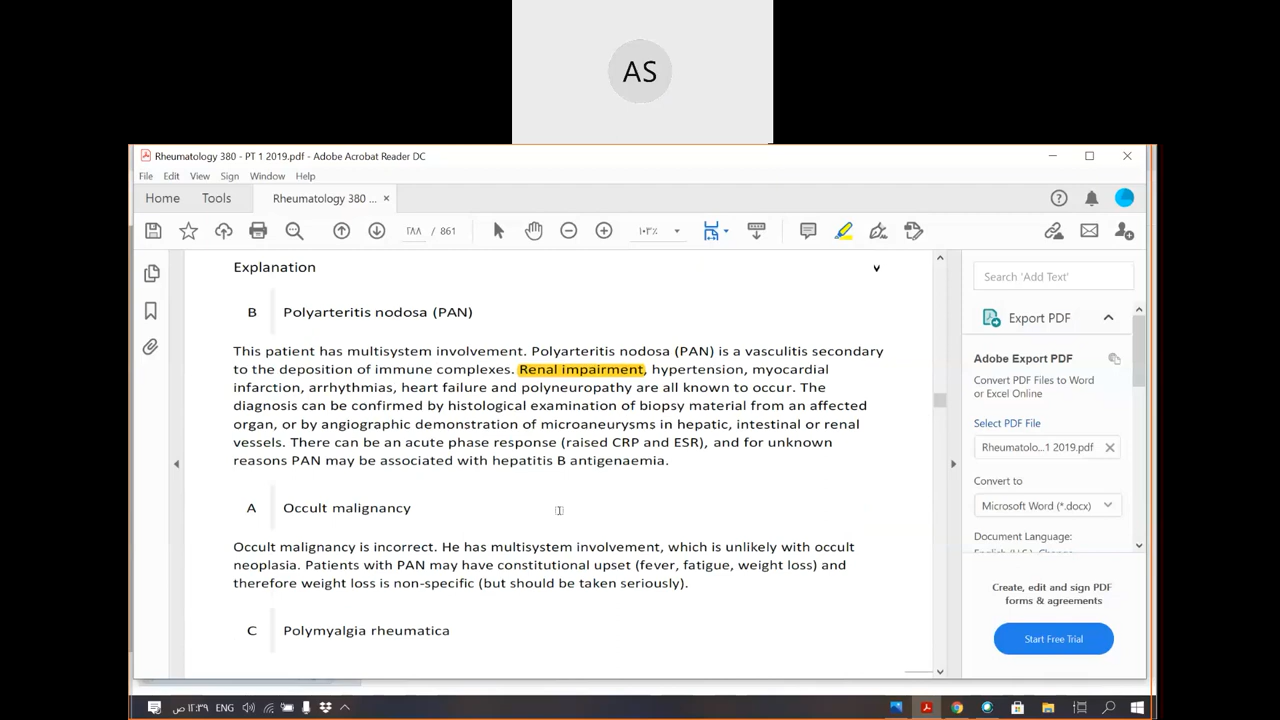 AS
Rheumatology 380 - PT 1 2019.pdf - Adobe Acrobat Reader DC
File Edit View Sign Window Help
Home Tools Rheumatology 380 ... ×
٢٨٨ / 861 ١٠٣٪
Search 'Add Text'
Explanation ٧
Export PDF
B Polyarteritis nodosa (PAN)
Adobe Export PDF
Convert PDF Files to Word
or Excel Online
This patient has multisystem involvement. Polyarteritis nodosa (PAN) is a vasculitis secondary
to the deposition of immune complexes. Renal impairment, hypertension, myocardial
infarction, arrhythmias, heart failure and polyneuropathy are all known to occur. The
diagnosis can be confirmed by histological examination of biopsy material from an affected
organ, or by angiographic demonstration of microaneurysms in hepatic, intestinal or renal
vessels. There can be an acute phase response (raised CRP and ESR), and for unknown
reasons PAN may be associated with hepatitis B antigenaemia.
Select PDF File
Rheumatolo...1 2019.pdf
Convert to
Microsoft Word (*.docx)
Document Language:
A Occult malignancy
Occult malignancy is incorrect. He has multisystem involvement, which is unlikely with occult
neoplasia. Patients with PAN may have constitutional upset (fever, fatigue, weight loss) and
therefore weight loss is non-specific (but should be taken seriously).
Create, edit and sign PDF
forms & agreements
Start Free Trial
C Polymyalgia rheumatica
ص ١٢:٣٩ ENG